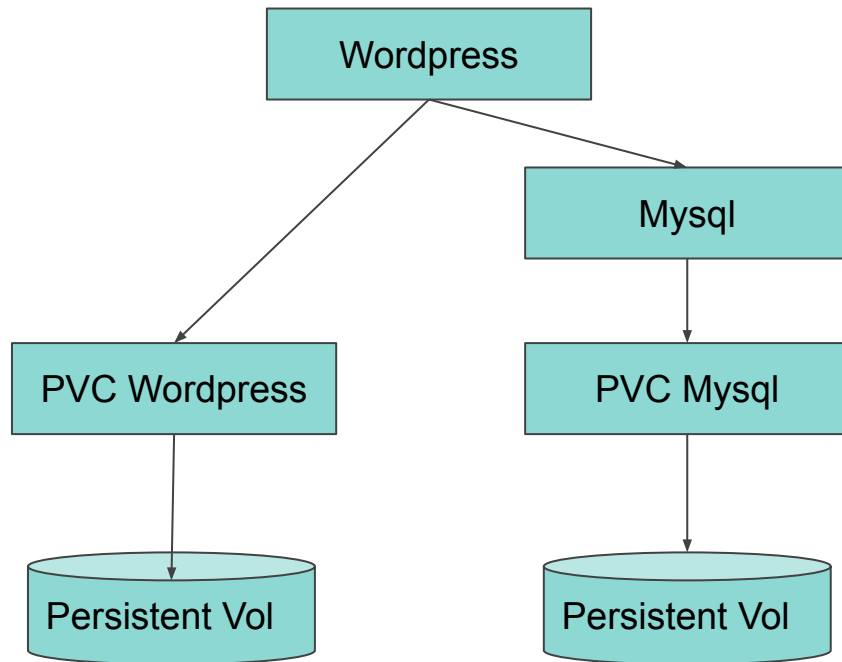 Wordpress
Mysql
PVC Wordpress
PVC Mysql
Persistent Vol
Persistent Vol